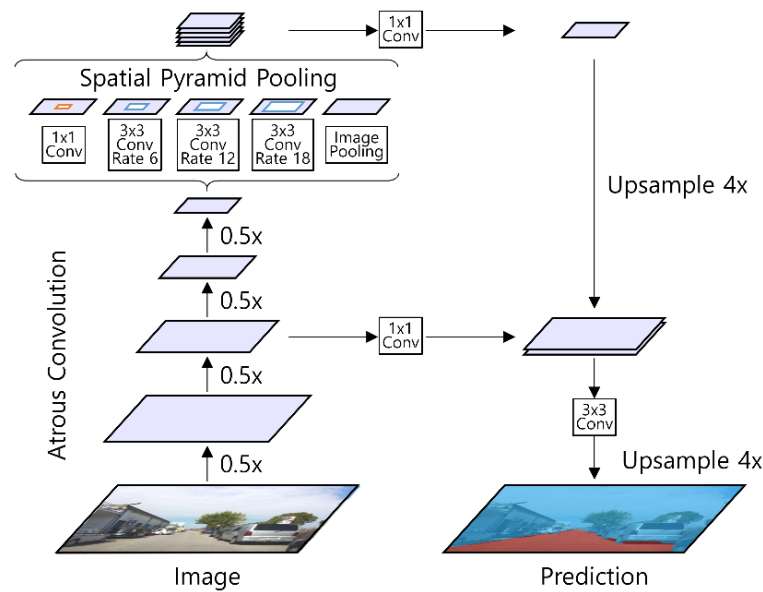 1x1
Conv
Spatial Pyramid Pooling
1x1
Conv
3x3
Conv
Rate 6
3x3
Conv
Rate 12
3x3
Conv
Rate 18
Image
Pooling
Upsample 4x
0.5x
0.5x
Atrous Convolution
1x1
Conv
0.5x
3x3
Conv
0.5x
Upsample 4x
Image
Prediction